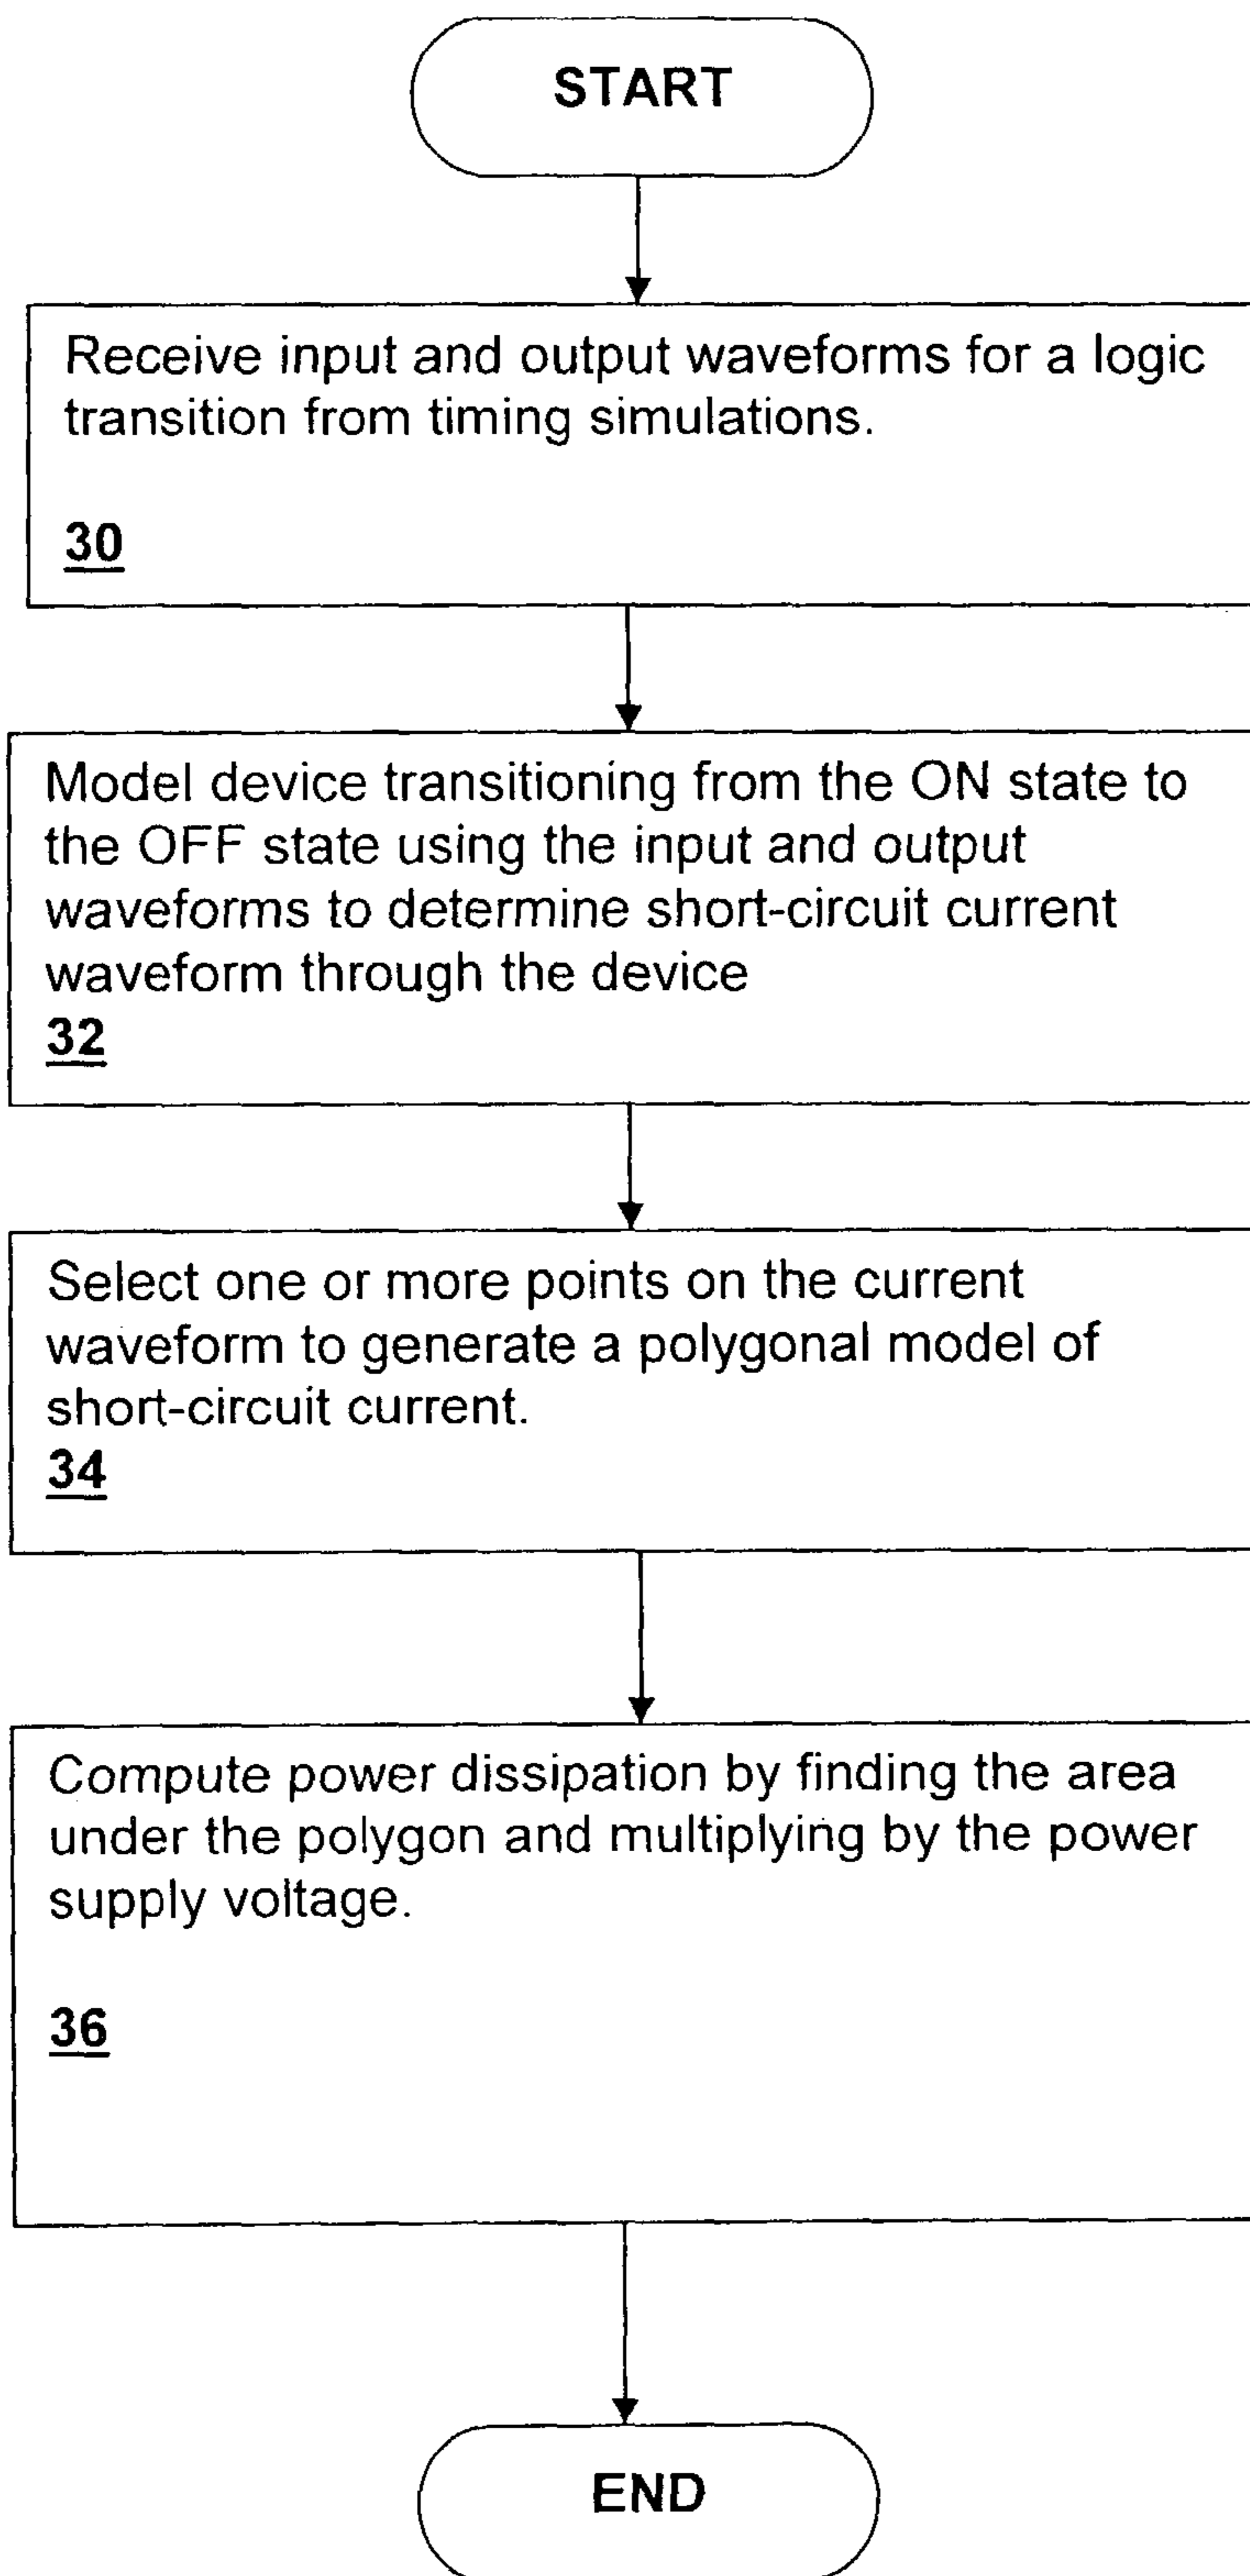 START
Receive input and output waveforms for a logic
transition from timing simulations.
30
Model device transitioning from the ON state to
the OFF state using the input and output
waveforms to determine short-circuit current
waveform through the device
32
Select one or more points on the current
waveform to generate a polygonal model of
short-circuit current.
34
Compute power dissipation by finding the area
under the polygon and multiplying by the power
supply voltage.
36
END